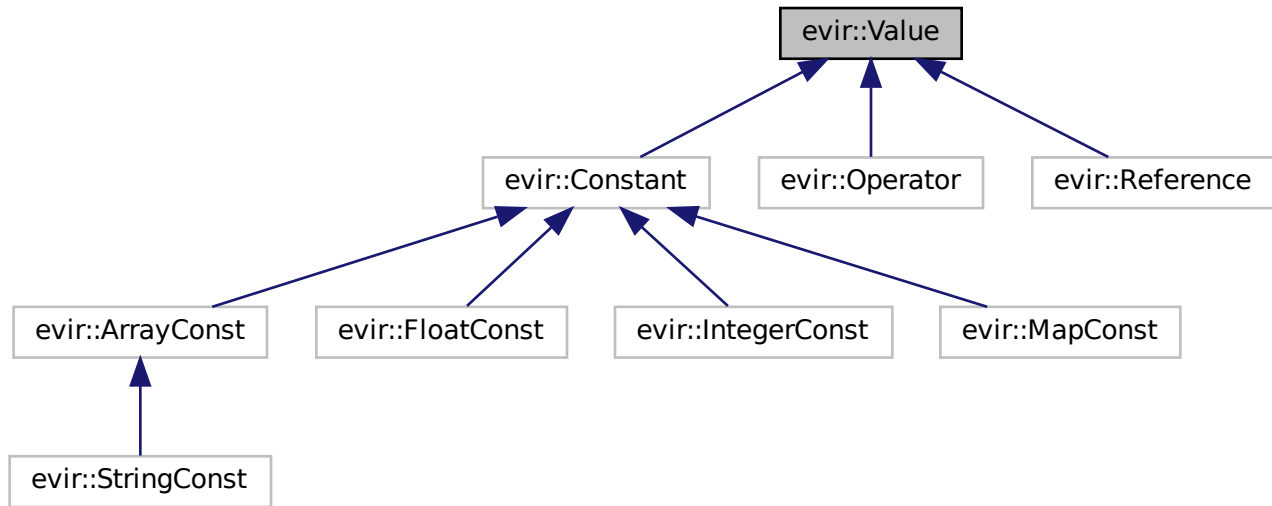 evir::Value
evir::Constant
evir::Operator
evir::Reference
evir::ArrayConst
evir::FloatConst
evir::IntegerConst
evir::MapConst
evir::StringConst